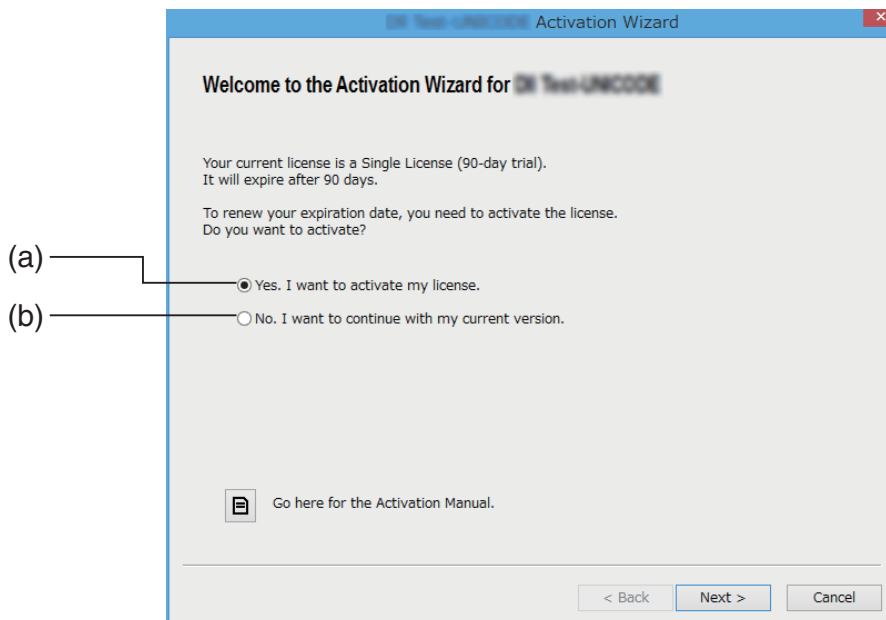 Activation Wizard
Welcome to the Activation Wizard for
Your current license is a Single License (90-day trial).
It will expire after 90 days.
To renew your expiration date, you need to activate the license.
Do you want to activate?
(a)
Yes. I want to activate my license.
(b)
No. I want to continue with my current version.
Go here for the Activation Manual.
< Back
Next >
Cancel